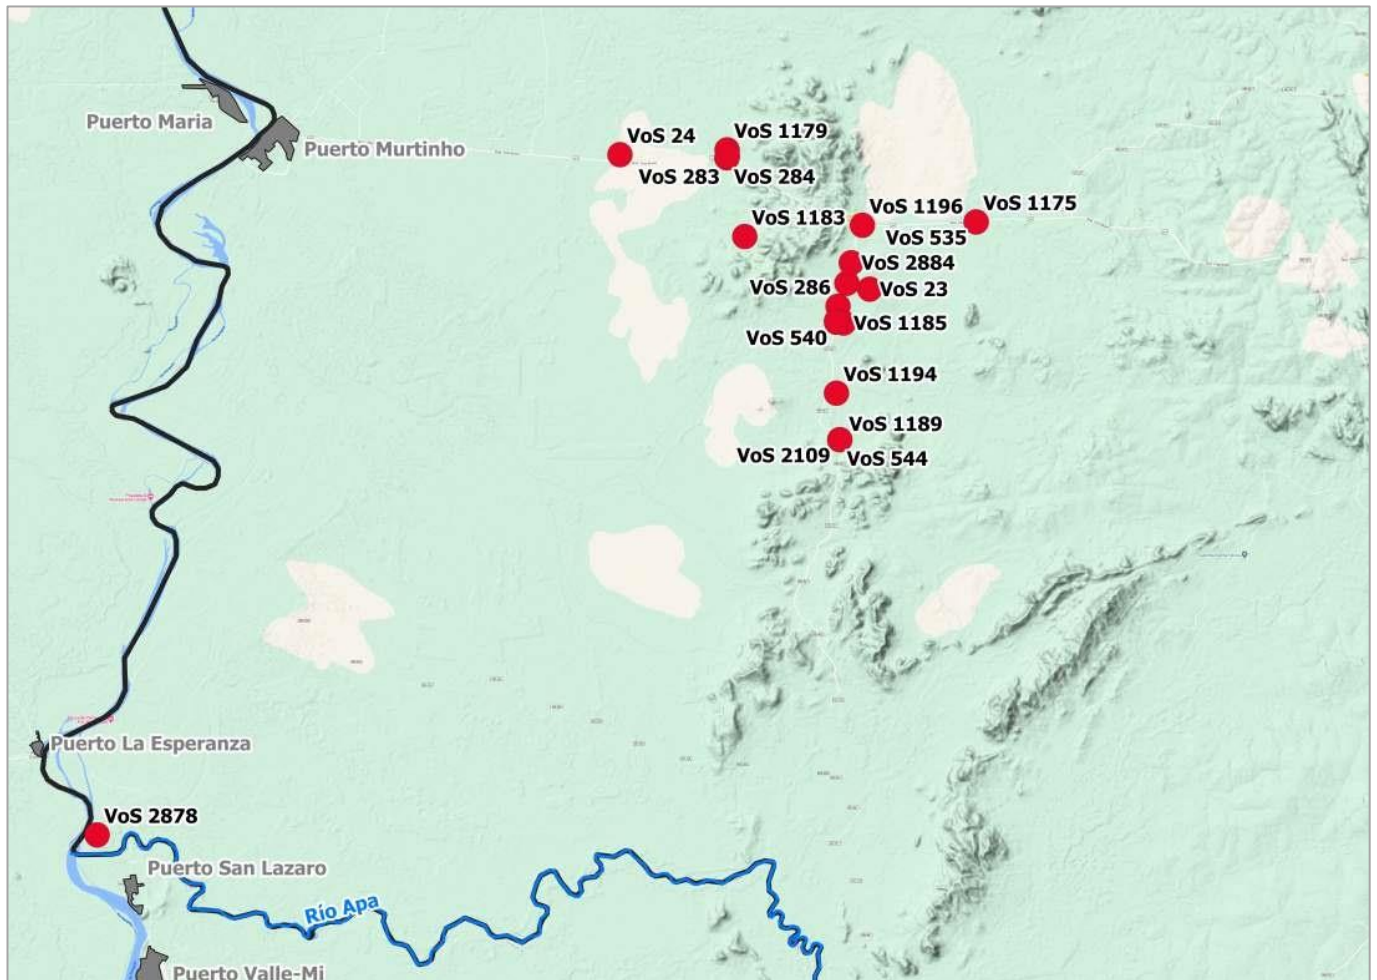 Puerto Maria
Puerto Murtinho
VoS 24
VoS 1179
VoS 283
VoS 284
VoS 1183
VoS 1196
VoS 1175
VoS 535
VoS 2884
VoS 286
VoS 23
VoS 1185
VoS 540
VoS 1194
VoS 1189
VoS 2109
VoS 544
Puerto La Esperanza
VoS 2878
Puerto San Lazaro
Río Apa
Puerto Valle-Mi